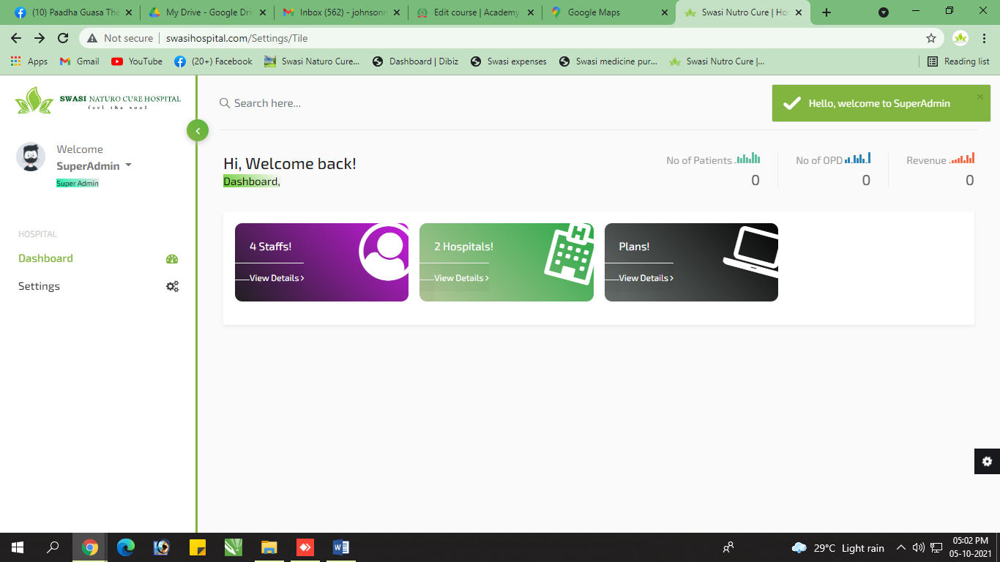 (10) Paadha Guasa The
My Drive - Google Driv
Inbox (562) - johnsonn
Edit course | Academy
Google Maps
Swasi Nutro Cure | Ho
Not secure
swasihospital.com/Settings/Tile
Apps
Gmail
YouTube
(20+) Facebook
Swasi Naturo Cure...
Dashboard | Dibiz
Swasi expenses
Swasi medicine pur...
Swasi Nutro Cure |...
Reading list
SWASI NATURO CURE HOSPITAL
feel the soul
Search here...
Hello, welcome to SuperAdmin
Welcome
SuperAdmin
Super Admin
Hi, Welcome back!
Dashboard,
No of Patients
0
No of OPD
0
Revenue
0
HOSPITAL
Dashboard
Settings
4 Staffs!
View Details
2 Hospitals!
View Details
Plans!
View Details
29°C Light rain
05:02 PM
05-10-2021